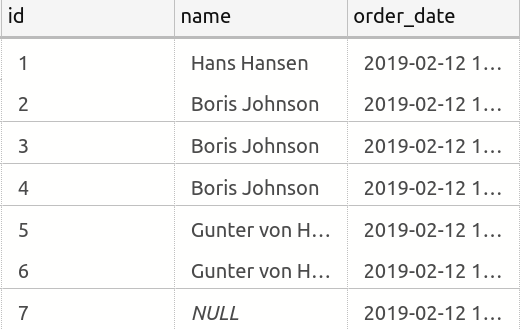 id name order_date
1 Hans Hansen 2019-02-12 1...
2 Boris Johnson 2019-02-12 1...
3 Boris Johnson 2019-02-12 1...
4 Boris Johnson 2019-02-12 1...
5 Gunter von H... 2019-02-12 1...
6 Gunter von H... 2019-02-12 1...
7 NULL 2019-02-12 1...